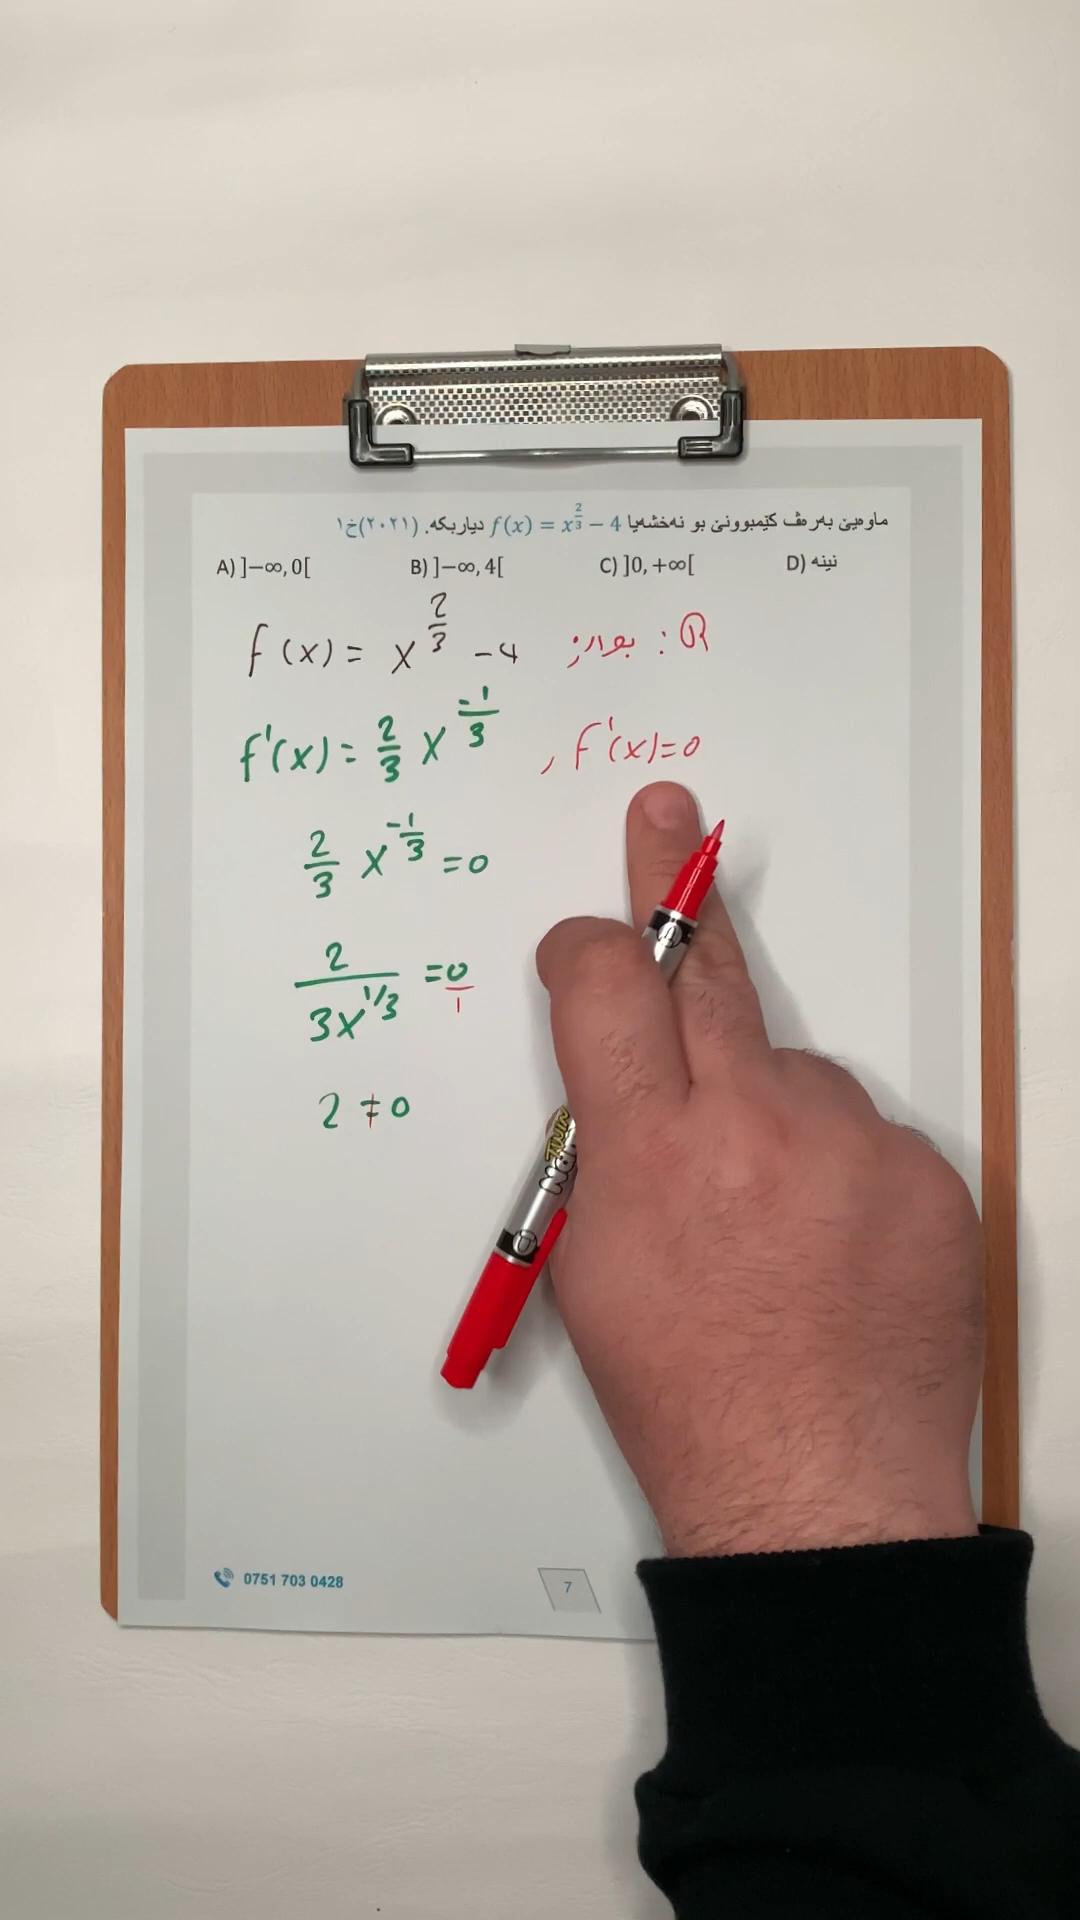 ماوەیێ بەرەڤ کێمبوونێ بو نەخشەیا f(x) = x^{2/3} − 4 دیاربکە. (٢٠٢١)خ١
A) ]−∞, 0[ B) ]−∞, 4[ C) ]0, +∞[ D) نینە
f(x) = x^{2/3} − 4 بوار: R
f'(x) = 2/3 x^{-1/3} , f'(x)=0
2/3 x^{-1/3} = 0
2/3x^{1/3} = 0/1
2 ≠ 0
0751 703 0428
7